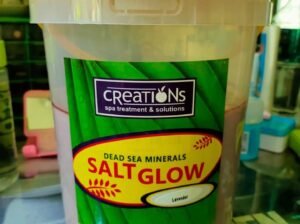 CREATIONS
spa treatment & solutions
DEAD SEA MINERALS
SALT GLOW
Lavender